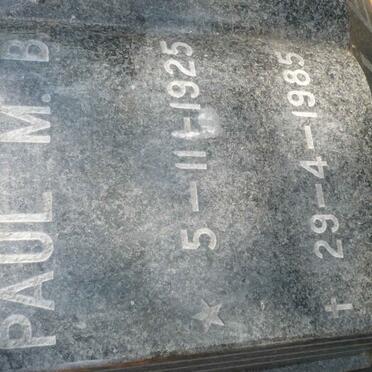 PAUL M. B
★ 5-11-1925
✝ 29-4-1985